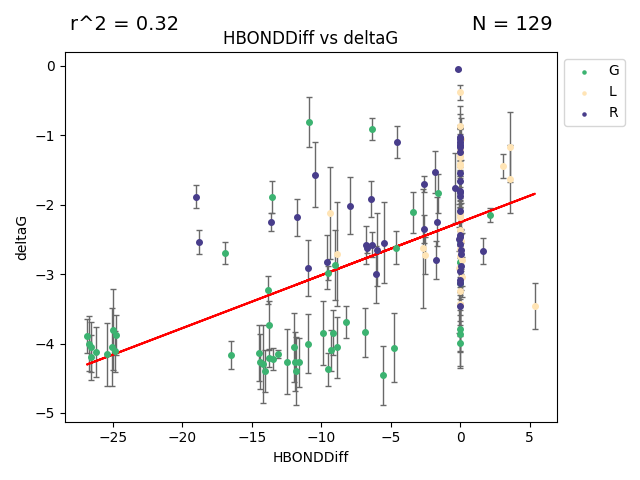 r^2 = 0.32
N = 129
HBONDDiff vs deltaG
G
L
R
0
−1
−2
−3
−4
−5
deltaG
−25
−20
−15
−10
−5
0
5
HBONDDiff